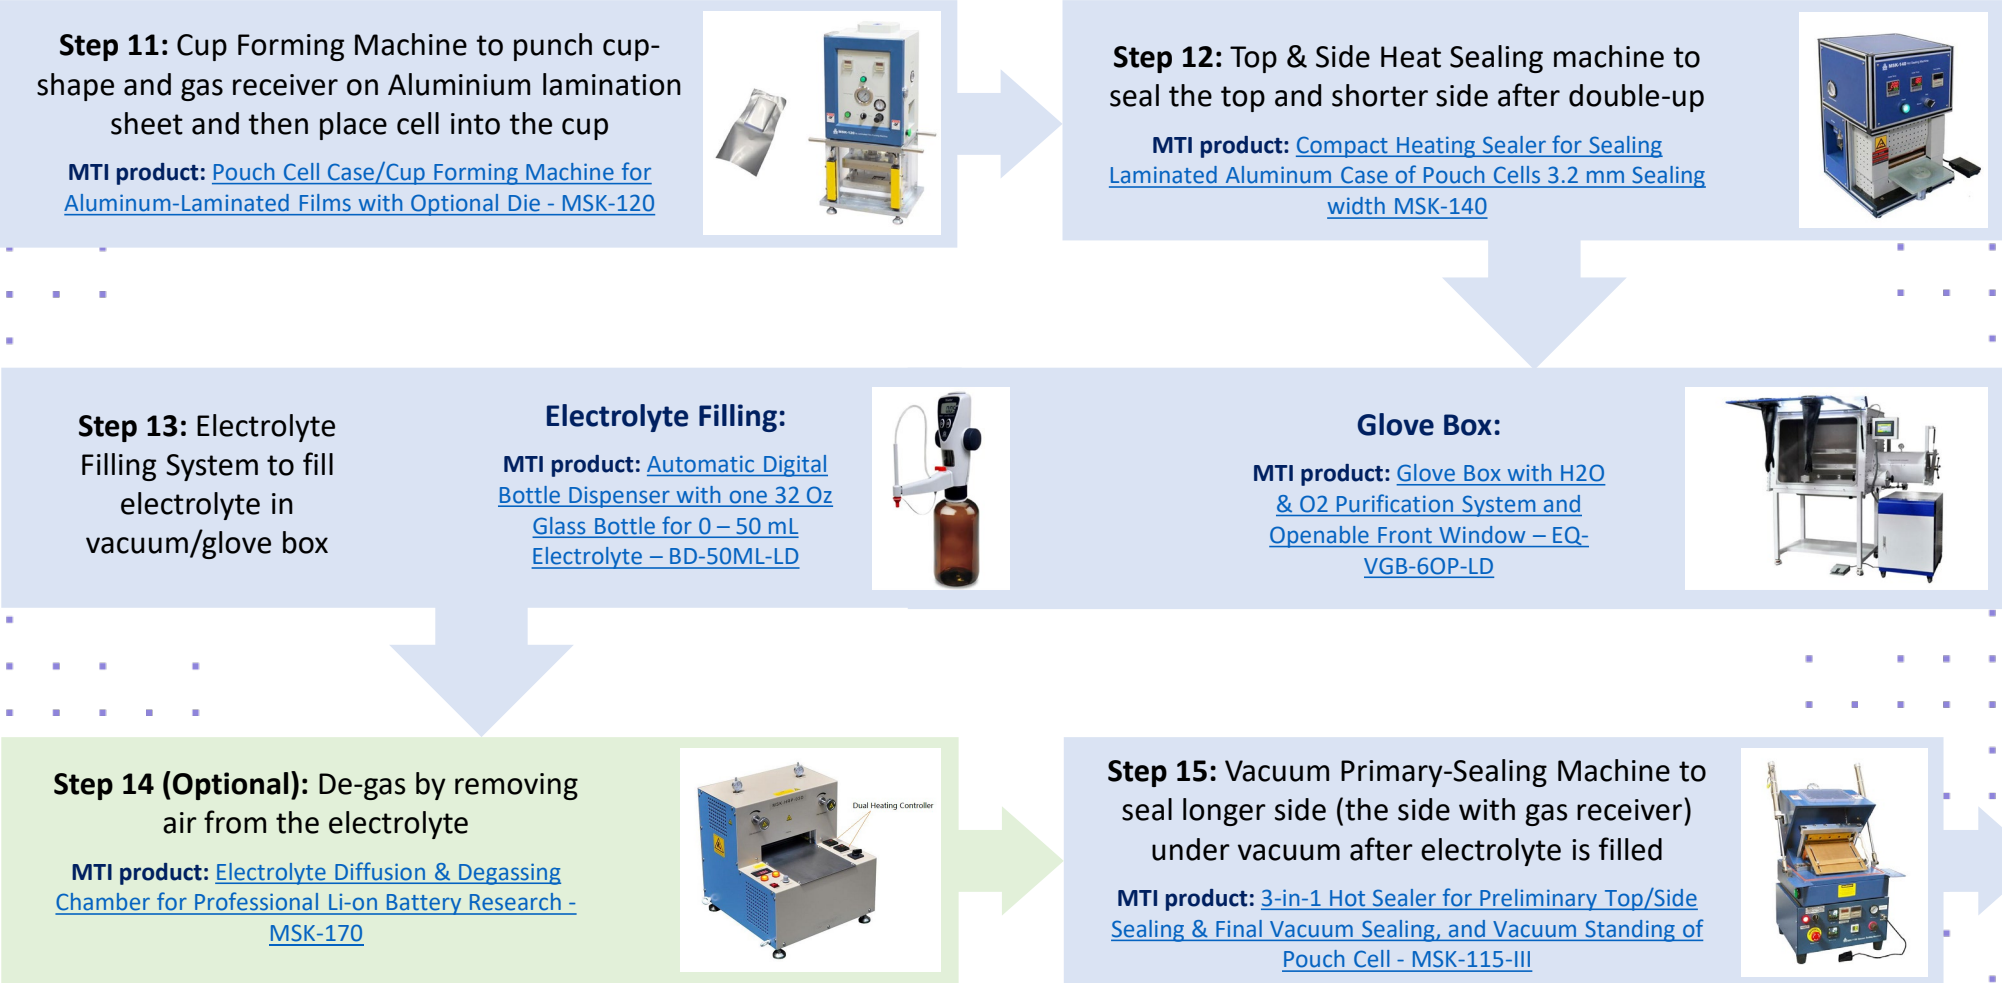 Step 11: Cup Forming Machine to punch cup-
shape and gas receiver on Aluminium lamination
sheet and then place cell into the cup
MTI product: Pouch Cell Case/Cup Forming Machine for
Aluminum-Laminated Films with Optional Die - MSK-120
Step 12: Top & Side Heat Sealing machine to
seal the top and shorter side after double-up
MTI product: Compact Heating Sealer for Sealing
Laminated Aluminum Case of Pouch Cells 3.2 mm Sealing
width MSK-140
MSK-140
Step 13: Electrolyte
Filling System to fill
electrolyte in
vacuum/glove box
Electrolyte Filling:
MTI product: Automatic Digital
Bottle Dispenser with one 32 Oz
Glass Bottle for 0 – 50 mL
Electrolyte – BD-50ML-LD
Glove Box:
MTI product: Glove Box with H2O
& O2 Purification System and
Openable Front Window – EQ-
VGB-6OP-LD
Step 14 (Optional): De-gas by removing
air from the electrolyte
MTI product: Electrolyte Diffusion & Degassing
Chamber for Professional Li-on Battery Research -
MSK-170
Dual Heating Controller
Step 15: Vacuum Primary-Sealing Machine to
seal longer side (the side with gas receiver)
under vacuum after electrolyte is filled
MTI product: 3-in-1 Hot Sealer for Preliminary Top/Side
Sealing & Final Vacuum Sealing, and Vacuum Standing of
Pouch Cell - MSK-115-III